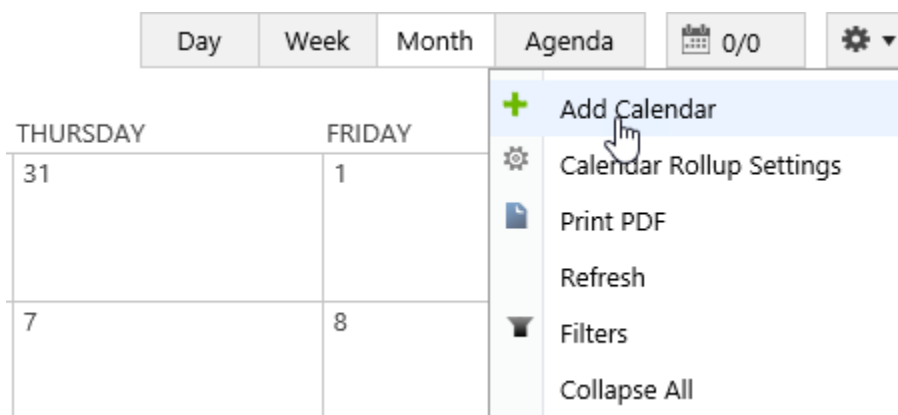 Day Week Month Agenda 0/0
Add Calendar
THURSDAY FRIDAY
Calendar Rollup Settings
31 1
Print PDF
Refresh
7 8
Filters
Collapse All